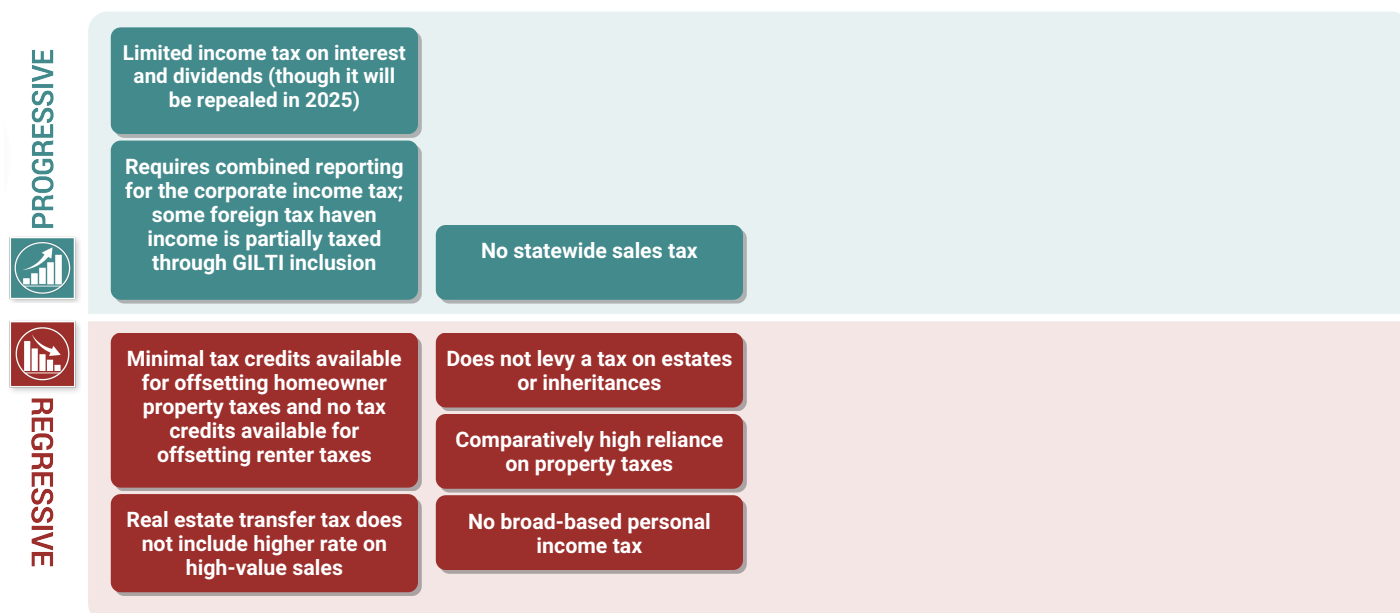 PROGRESSIVE
Limited income tax on interest
and dividends (though it will
be repealed in 2025)
Requires combined reporting
for the corporate income tax;
some foreign tax haven
income is partially taxed
through GILTI inclusion
No statewide sales tax
REGRESSIVE
Minimal tax credits available
for offsetting homeowner
property taxes and no tax
credits available for
offsetting renter taxes
Real estate transfer tax does
not include higher rate on
high-value sales
Does not levy a tax on estates
or inheritances
Comparatively high reliance
on property taxes
No broad-based personal
income tax